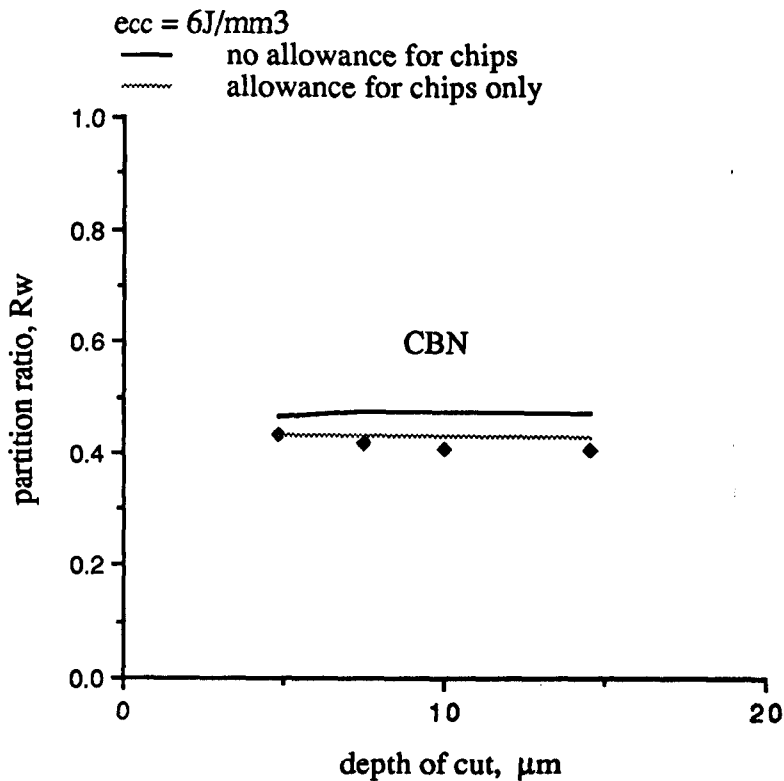 ecc = 6J/mm3
no allowance for chips
allowance for chips only
1.0
0.8
0.6
0.4
0.2
0.0
partition ratio, Rw
CBN
0
10
20
depth of cut, μm